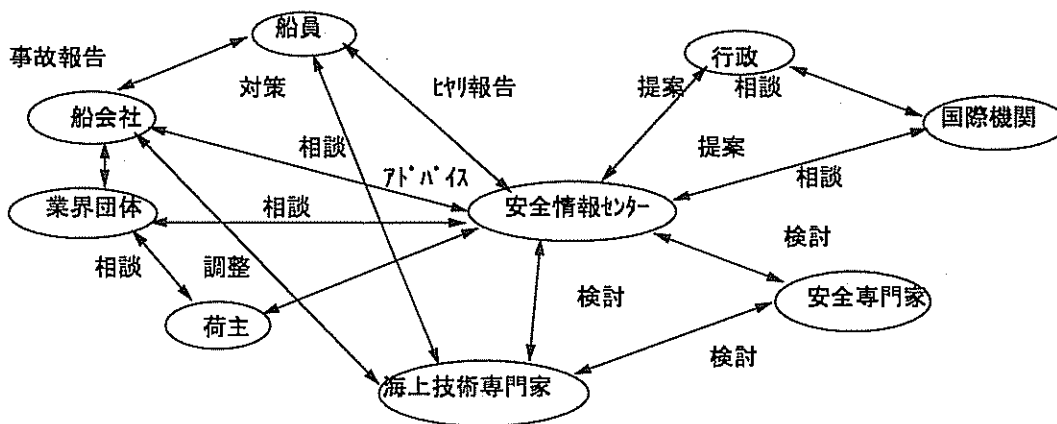 船員
事故報告
行政
対策
ﾋﾔﾘ報告
提案
相談
船会社
国際機関
相談
提案
ｱﾄﾞﾊﾞｲｽ
相談
業界団体
相談
安全情報ｾﾝﾀｰ
検討
相談
調整
検討
安全専門家
荷主
検討
海上技術専門家